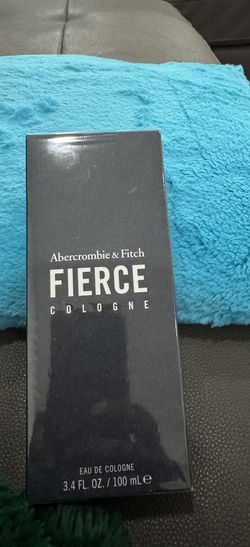 Abercrombie & Fitch
FIERCE
COLOGNE
EAU DE COLOGNE
3.4 FL. OZ. / 100 mL ℮